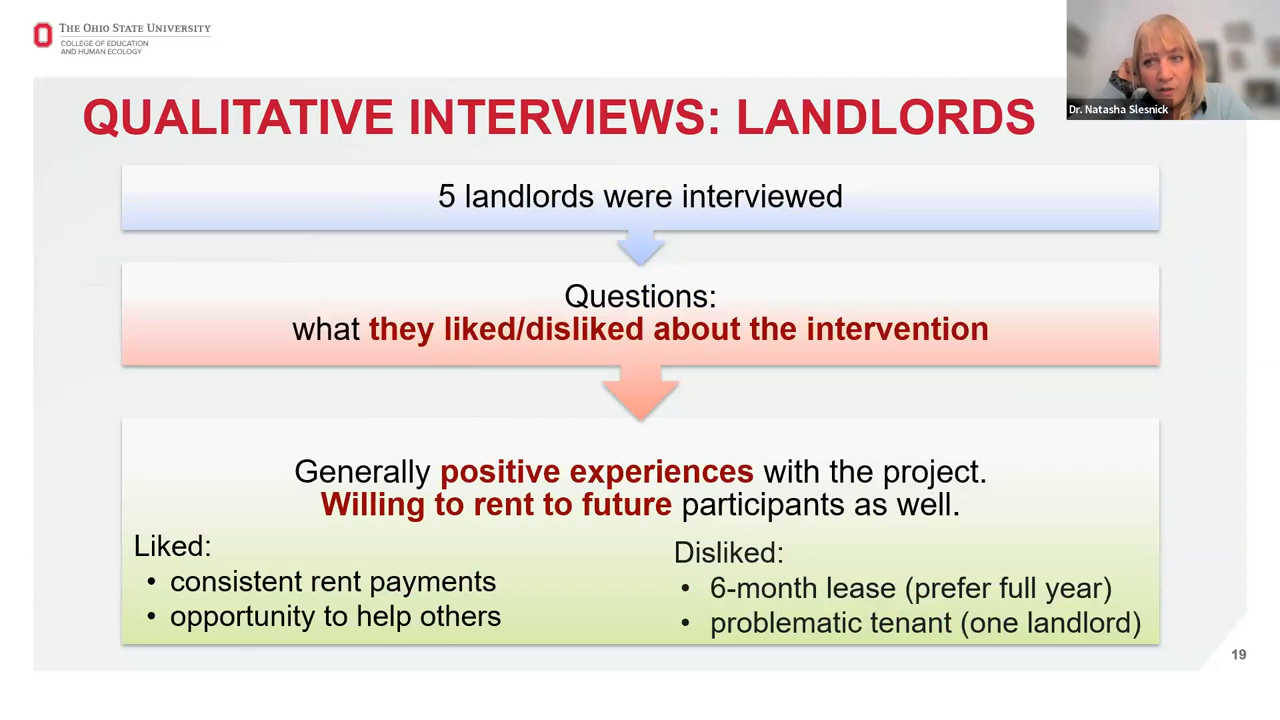 THE OHIO STATE UNIVERSITY
COLLEGE OF EDUCATION
AND HUMAN ECOLOGY
Dr. Natasha Slesnick
QUALITATIVE INTERVIEWS: LANDLORDS
5 landlords were interviewed
Questions:
what they liked/disliked about the intervention
Generally positive experiences with the project.
Willing to rent to future participants as well.
Liked:
• consistent rent payments
• opportunity to help others
Disliked:
• 6-month lease (prefer full year)
• problematic tenant (one landlord)
19